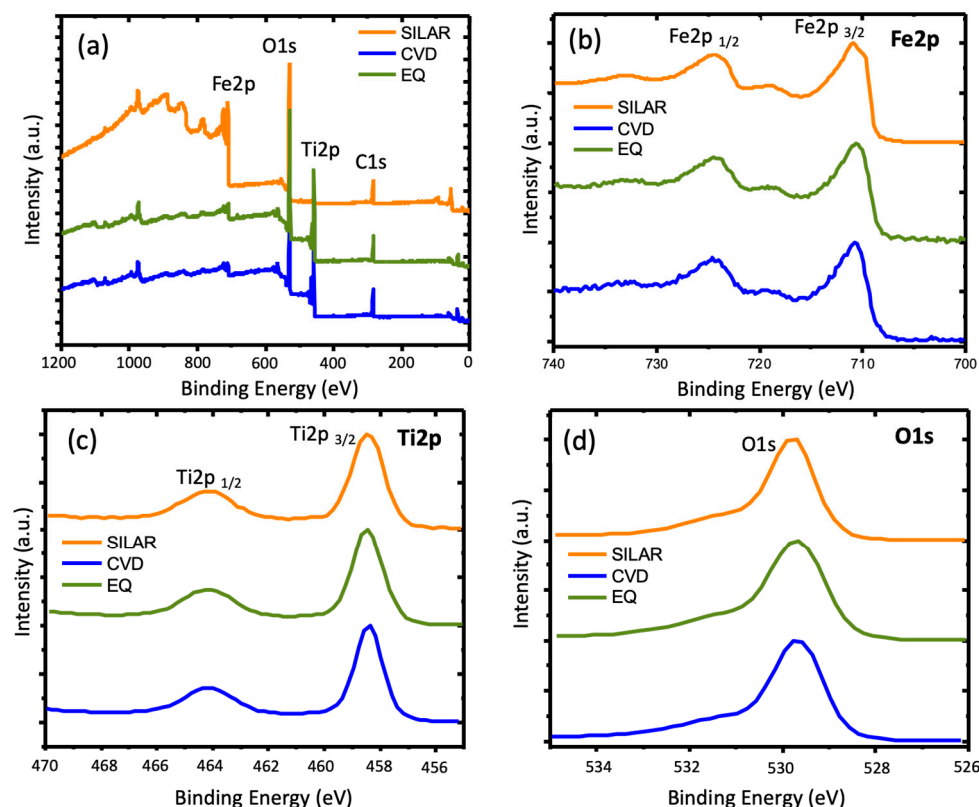 (a)
O1s
SILAR
CVD
EQ
Fe2p
Ti2p
C1s
Intensity (a.u.)
1200 1000 800 600 400 200 0
Binding Energy (eV)
(b)
Fe2p 1/2
Fe2p 3/2
Fe2p
SILAR
CVD
EQ
Intensity (a.u.)
740 730 720 710 700
Binding Energy (eV)
(c)
Ti2p 3/2
Ti2p
Ti2p 1/2
SILAR
CVD
EQ
Intensity (a.u.)
470 468 466 464 462 460 458 456
Binding Energy (eV)
(d)
O1s
O1s
SILAR
CVD
EQ
Intensity (a.u.)
534 532 530 528 526
Binding Energy (eV)